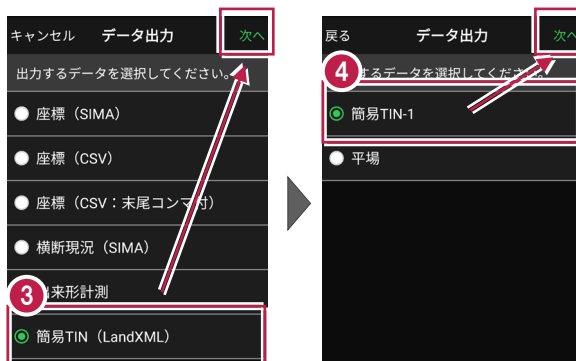 キャンセル データ出力 次へ
出力するデータを選択してください。
座標（SIMA）
座標（CSV）
座標（CSV：末尾コンマ付）
横断現況（SIMA）
3 出来形計測
簡易TIN（LandXML）
戻る データ出力 次へ
4 するデータを選択してください。
簡易TIN-1
平場